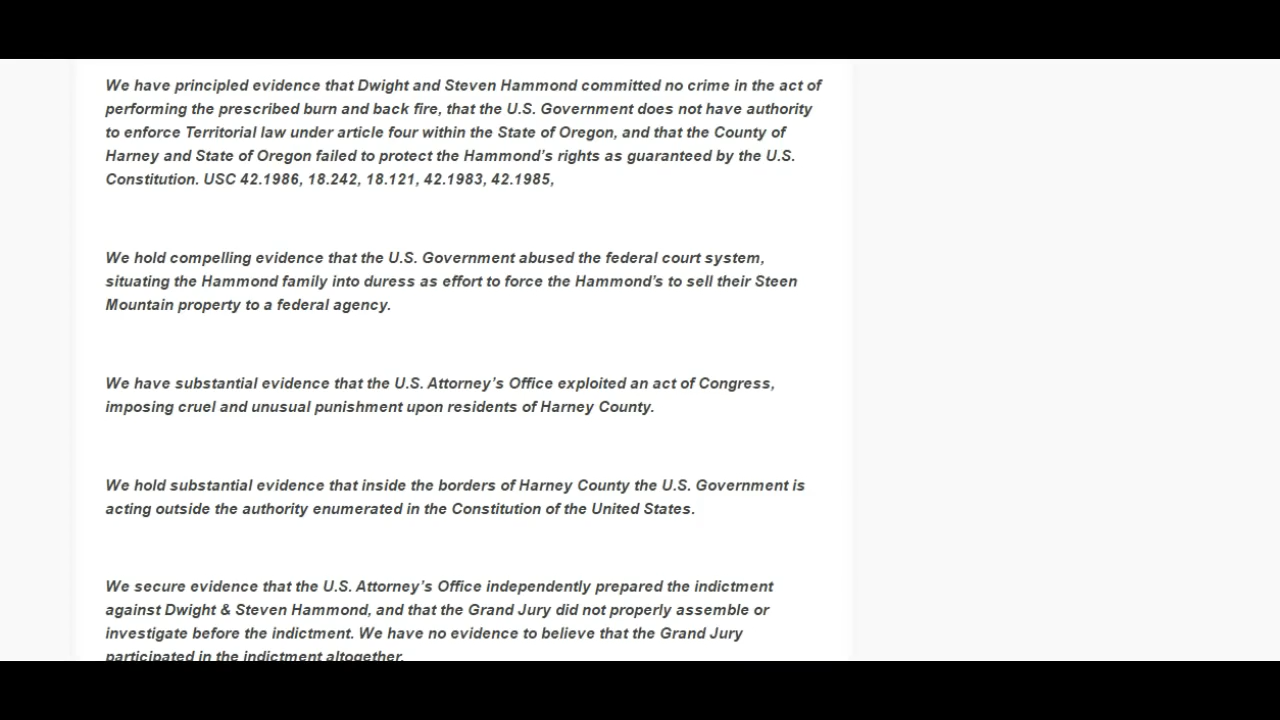 We have principled evidence that Dwight and Steven Hammond committed no crime in the act of
performing the prescribed burn and back fire, that the U.S. Government does not have authority
to enforce Territorial law under article four within the State of Oregon, and that the County of
Harney and State of Oregon failed to protect the Hammond’s rights as guaranteed by the U.S.
Constitution. USC 42.1986, 18.242, 18.121, 42.1983, 42.1985,
We hold compelling evidence that the U.S. Government abused the federal court system,
situating the Hammond family into duress as effort to force the Hammond’s to sell their Steen
Mountain property to a federal agency.
We have substantial evidence that the U.S. Attorney’s Office exploited an act of Congress,
imposing cruel and unusual punishment upon residents of Harney County.
We hold substantial evidence that inside the borders of Harney County the U.S. Government is
acting outside the authority enumerated in the Constitution of the United States.
We secure evidence that the U.S. Attorney’s Office independently prepared the indictment
against Dwight & Steven Hammond, and that the Grand Jury did not properly assemble or
investigate before the indictment. We have no evidence to believe that the Grand Jury
participated in the indictment altogether.